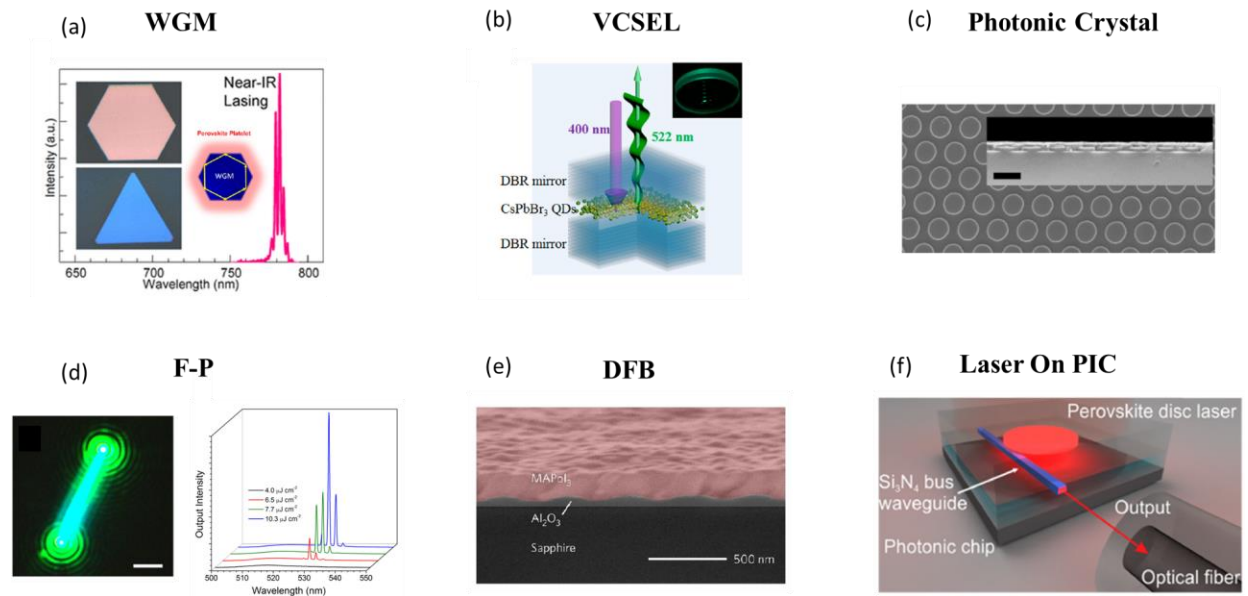 (a)
WGM
Intensity (a.u.)
Near-IR
Lasing
Perovskite Platelet
WGM
650
700
750
800
Wavelength (nm)
(b)
VCSEL
400 nm
522 nm
DBR mirror
CsPbBr₃ QDs
DBR mirror
(c)
Photonic Crystal
(d)
F-P
Output Intensity
4.0 μJ cm⁻²
6.5 μJ cm⁻²
7.7 μJ cm⁻²
10.3 μJ cm⁻²
500
510
520
530
540
550
Wavelength (nm)
(e)
DFB
MAPbI₃
Al₂O₃
Sapphire
500 nm
(f)
Laser On PIC
Perovskite disc laser
Si₃N₄ bus
waveguide
Output
Photonic chip
Optical fiber